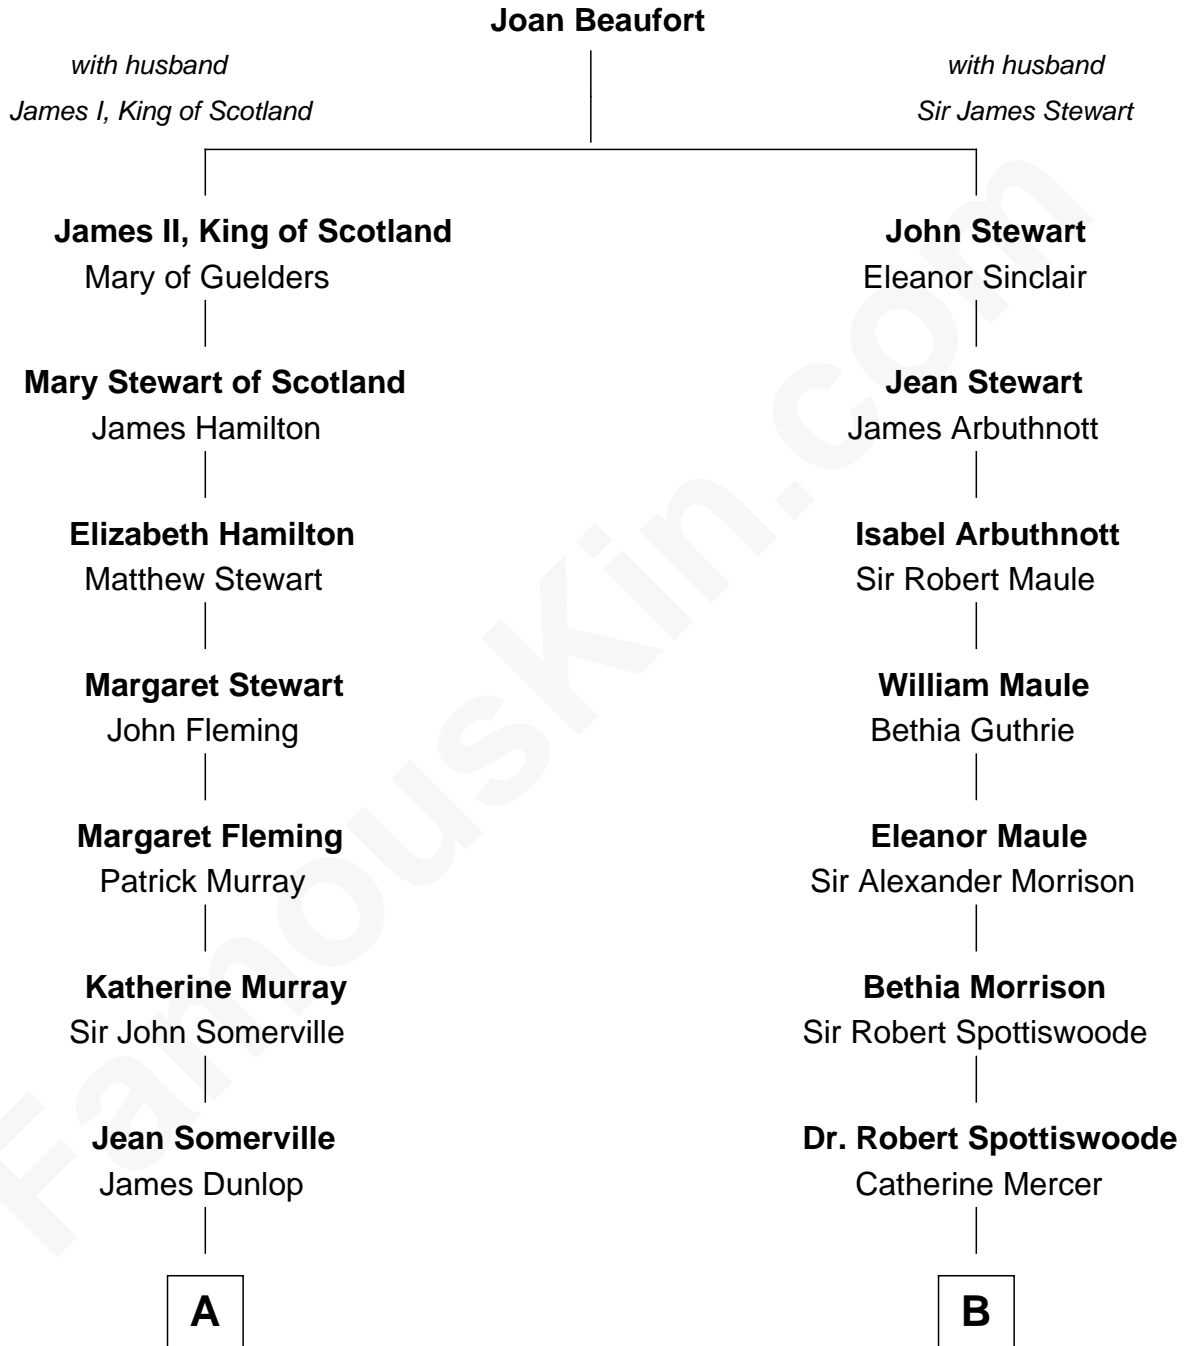 Joan Beaufort
with husband
James I, King of Scotland
with husband
Sir James Stewart
James II, King of Scotland
Mary of Guelders
John Stewart
Eleanor Sinclair
Mary Stewart of Scotland
James Hamilton
Jean Stewart
James Arbuthnott
Elizabeth Hamilton
Matthew Stewart
Isabel Arbuthnott
Sir Robert Maule
Margaret Stewart
John Fleming
William Maule
Bethia Guthrie
Margaret Fleming
Patrick Murray
Eleanor Maule
Sir Alexander Morrison
Katherine Murray
Sir John Somerville
Bethia Morrison
Sir Robert Spottiswoode
Jean Somerville
James Dunlop
Dr. Robert Spottiswoode
Catherine Mercer
A
B
FamousKin.com